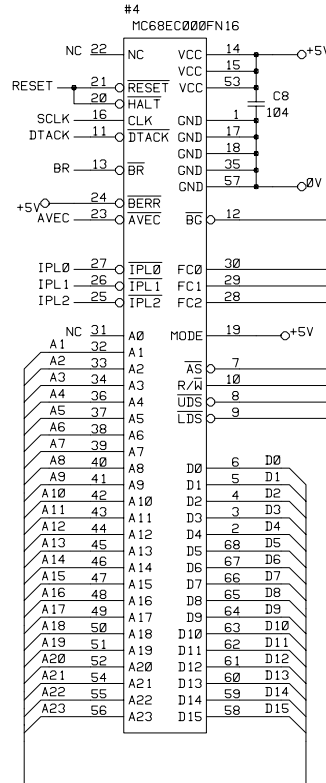 #4
MC68EC000FN16
NC 22 NC VCC 14 +5V
VCC 15
RESET 21 RESET VCC 53
20 HALT C8
SCLK 16 CLK GND 1 104
DTACK 11 DTACK GND 17
GND 18
BR 13 BR GND 35
GND 57 0V
+5V 24 BERR
AVEC 23 AVEC BG 12
IPL0 27 IPL0 FC0 30
IPL1 26 IPL1 FC1 29
IPL2 25 IPL2 FC2 28
NC 31 A0 MODE 19 +5V
A1 32 A1
A2 33 A2 AS 7
A3 34 A3 R/W 10
A4 36 A4 UDS 8
A5 37 A5 LDS 9
A6 38 A6
A7 39 A7
A8 40 A8 D0 6 D0
A9 41 A9 D1 5 D1
A10 42 A10 D2 4 D2
A11 43 A11 D3 3 D3
A12 44 A12 D4 2 D4
A13 45 A13 D5 68 D5
A14 46 A14 D6 67 D6
A15 47 A15 D7 66 D7
A16 48 A16 D8 65 D8
A17 49 A17 D9 64 D9
A18 50 A18 D10 63 D10
A19 51 A19 D11 62 D11
A20 52 A20 D12 61 D12
A21 54 A21 D13 60 D13
A22 55 A22 D14 59 D14
A23 56 A23 D15 58 D15